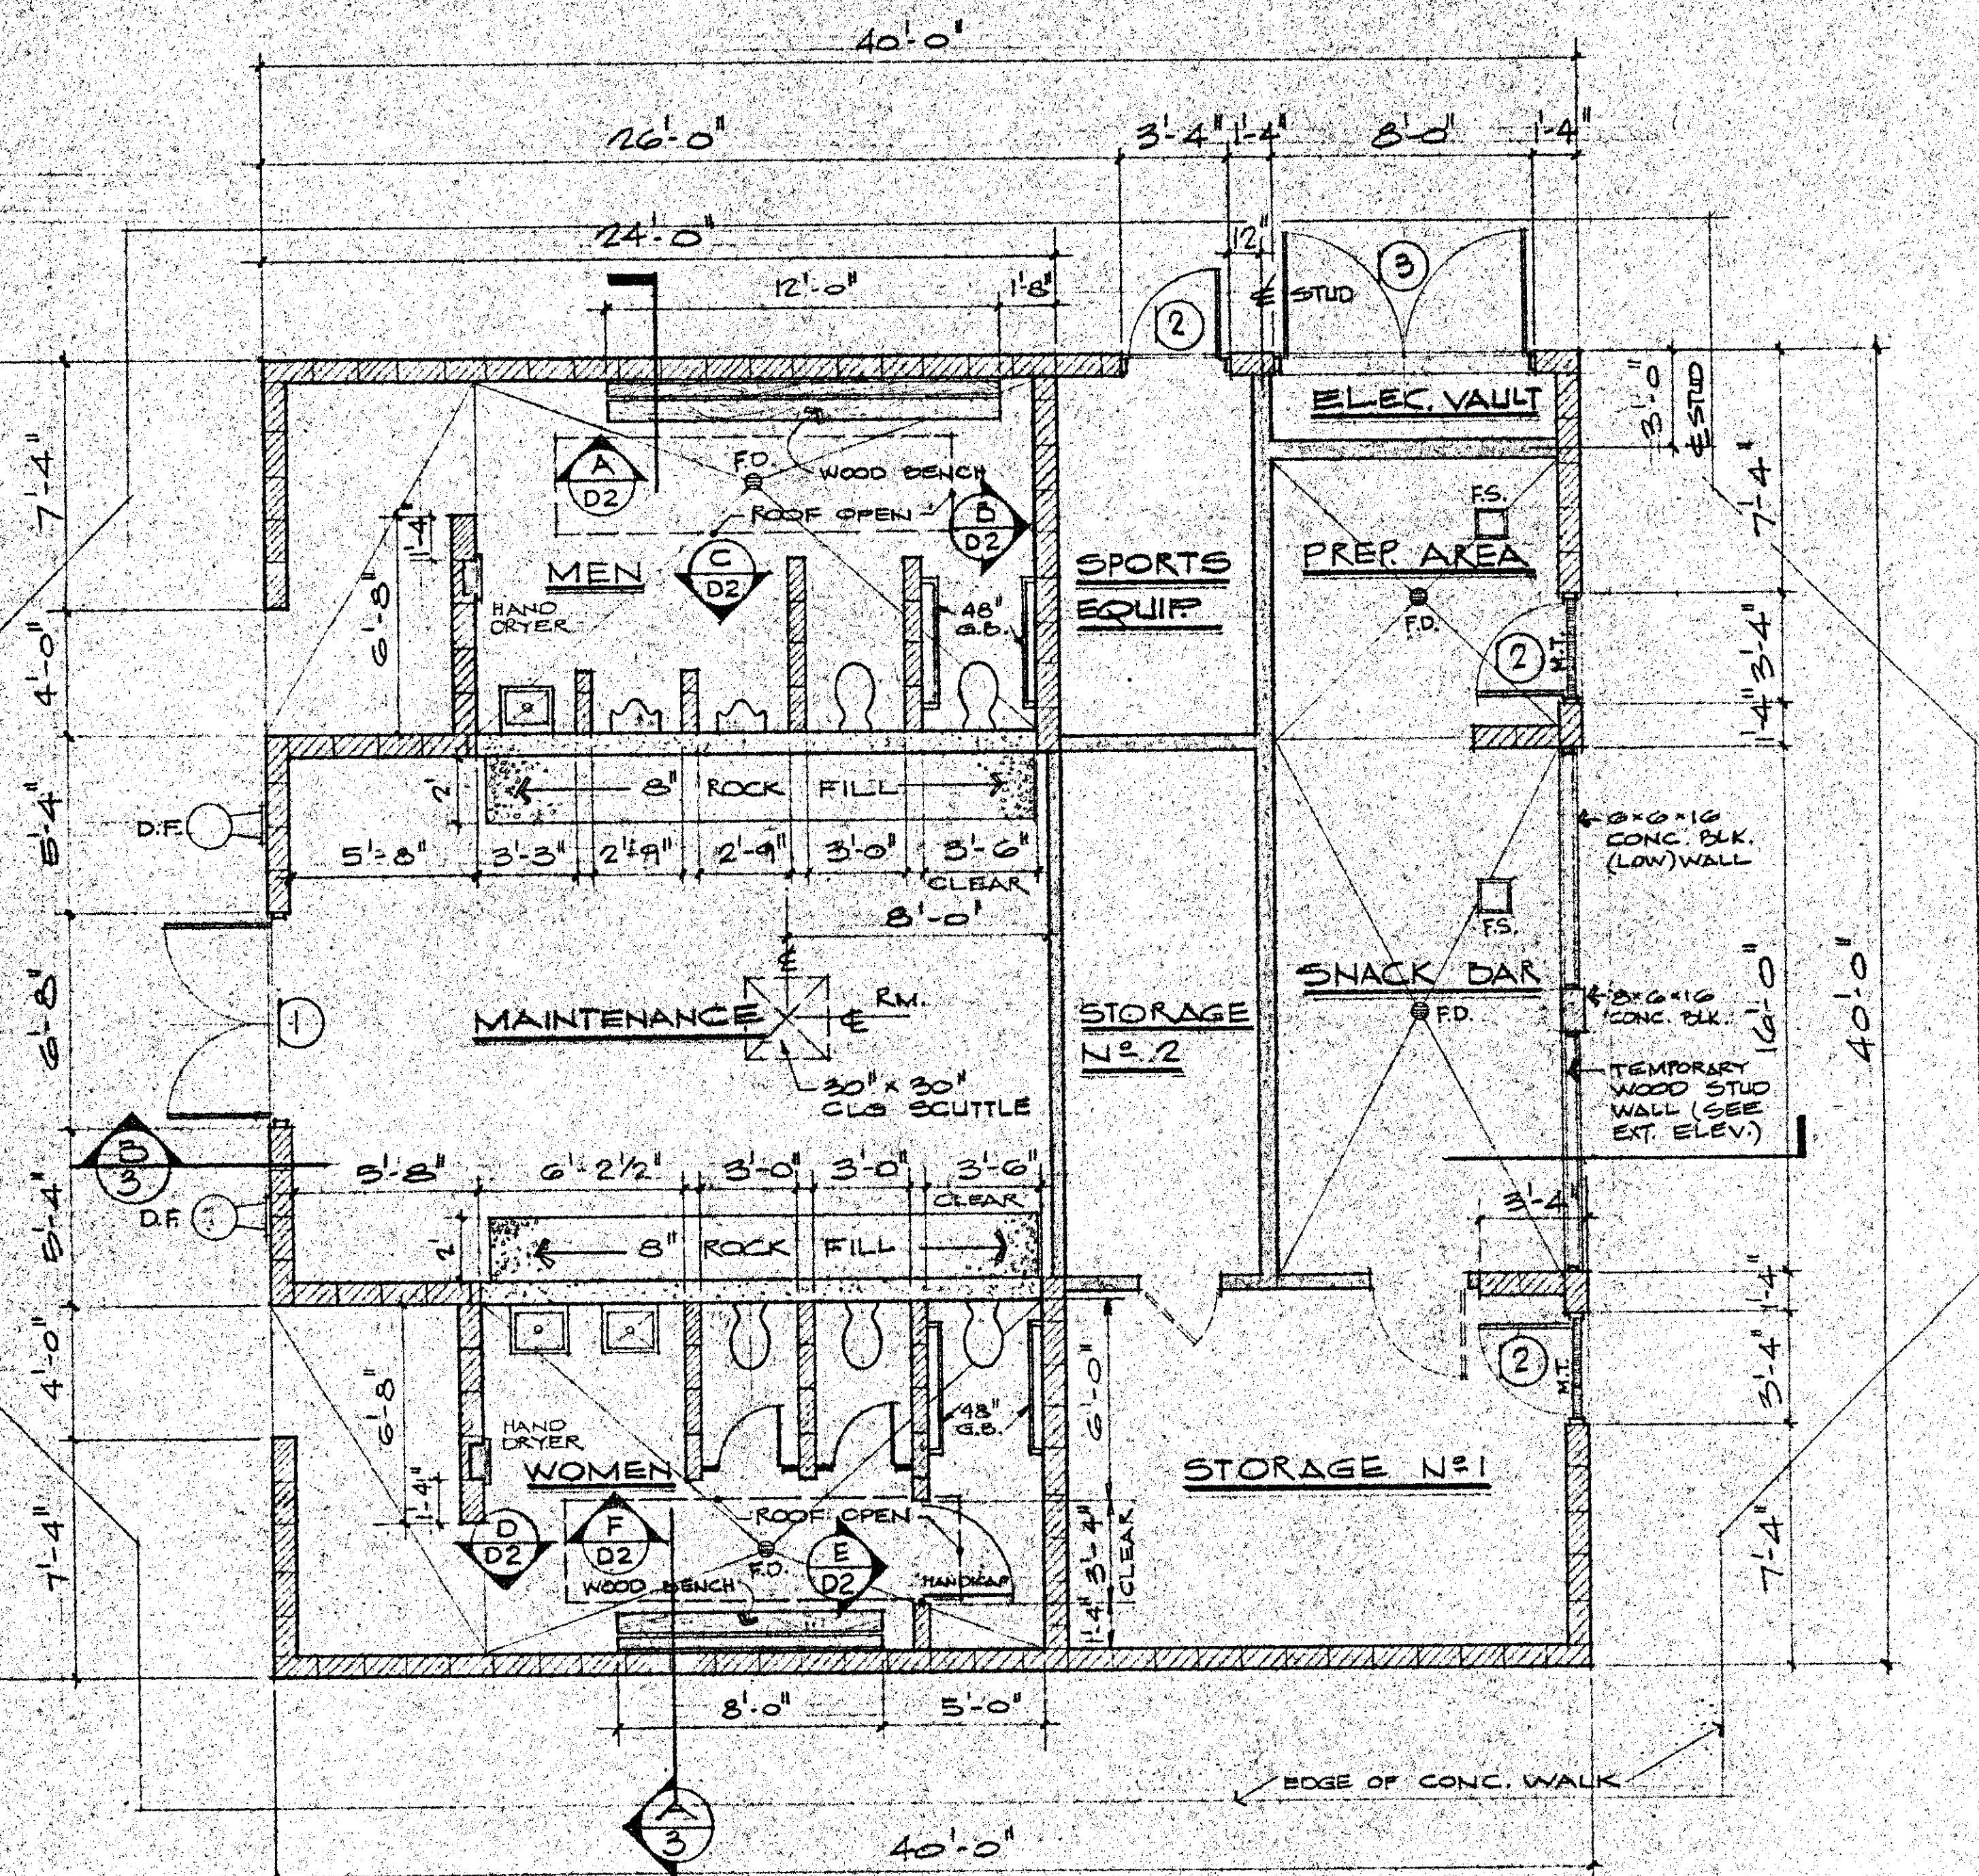 40'-0"
26'-0"
3'-4"
1'-4"
8'-0"
1'-4"
24'-0"
12"
12'-0"
1'-8"
2
℄ STUD
3
ELEC. VAULT
3'-0"
℄ STUD
7'-4"
A
D2
F.D.
WOOD BENCH
ROOF OPEN
B
D2
F.S.
7'-4"
1'-4"
6'-8"
MEN
C
D2
SPORTS
EQUIP.
PREP. AREA
HAND
DRYER
48"
G.B.
F.D.
2
M.T.
3'-4"
4'-0"
1'-4"
D.F.
5'-4"
2'
8" ROCK FILL
6x6x16
CONC. BLK.
(LOW) WALL
5'-8"
3'-3"
2'-9"
2'-9"
3'-0"
3'-6"
CLEAR
8'-0"
F.S.
℄
SNACK BAR
6'-8"
1
MAINTENANCE
℄
RM.
STORAGE
Nº 2
F.D.
8x6x16
CONC. BLK.
16'-0"
40'-0"
30" x 30"
CLG SCUTTLE
TEMPORARY
WOOD STUD
WALL (SEE
EXT. ELEV.)
B
3
5'-8"
6'-2 1/2"
3'-0"
3'-0"
3'-6"
CLEAR
3'-4"
D.F.
5'-4"
2'
8" ROCK FILL
1'-4"
4'-0"
6'-8"
6'-0"
2
M.T.
3'-4"
HAND
DRYER
48"
G.B.
WOMEN
STORAGE Nº 1
1'-4"
ROOF OPEN
D
D2
F
D2
F.D.
E
D2
3'-4"
CLEAR
7'-4"
WOOD BENCH
HANDICAP
1'-4"
7'-4"
8'-0"
5'-0"
EDGE OF CONC. WALK
A
3
40'-0"